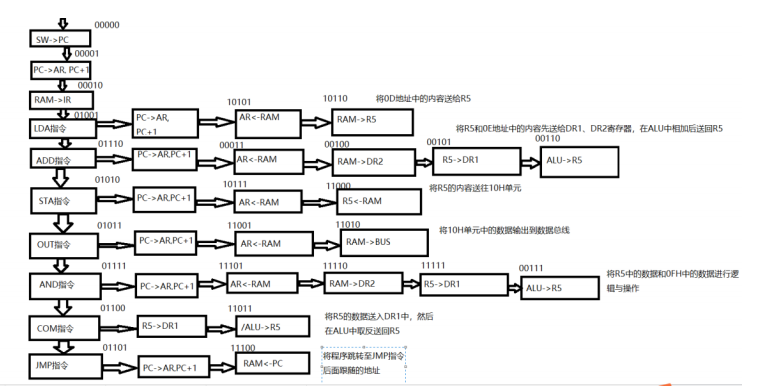 00000
SW->PC
00001
PC->AR, PC+1
00010
RAM->IR
01001
LDA指令
PC->AR,
PC+1
10101
AR<-RAM
10110
RAM->R5
将0D地址中的内容送给R5
01110
ADD指令
PC->AR,PC+1
00011
AR<-RAM
00100
RAM->DR2
00101
R5->DR1
00110
ALU->R5
将R5和0E地址中的内容先送给DR1、DR2寄存器，在ALU中相加后送回R5
01010
STA指令
PC->AR,PC+1
10111
AR<-RAM
11000
R5<-RAM
将R5的内容送往10H单元
01011
OUT指令
PC->AR,PC+1
11001
AR<-RAM
11010
RAM->BUS
将10H单元中的数据输出到数据总线
01111
AND指令
PC->AR,PC+1
11101
AR<-RAM
11110
RAM->DR2
11111
R5->DR1
00111
ALU->R5
将R5中的数据和0FH中的数据进行逻
辑与操作
01100
COM指令
R5->DR1
11011
/ALU->R5
将R5的数据送入DR1中，然后
在ALU中取反送回R5
01101
JMP指令
PC->AR,PC+1
11100
RAM<-PC
将程序跳转至JMP指令
后面跟随的地址